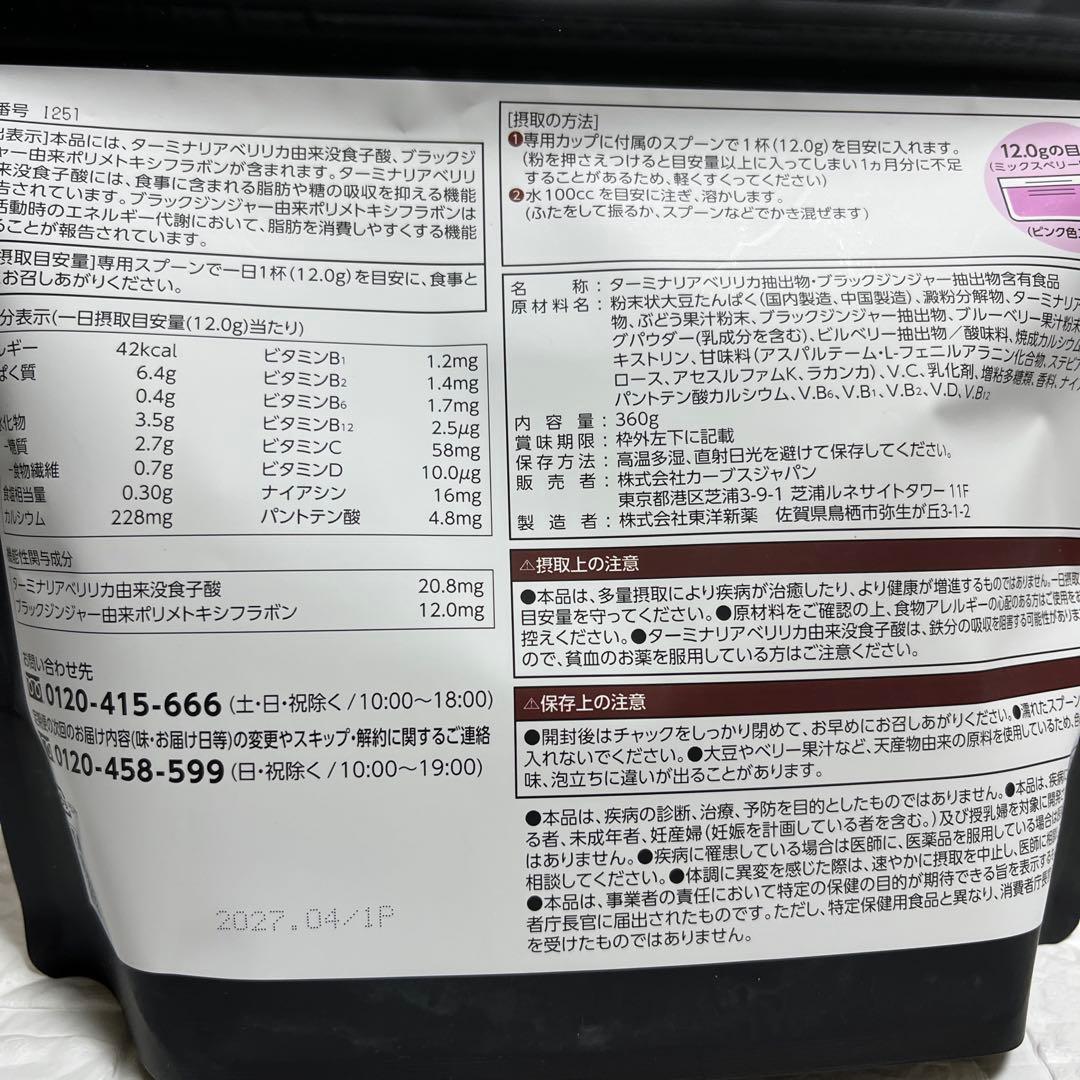 番号 I251
出表示]本品には、ターミナリアベリリカ由来没食子酸、ブラックジ
ャー由来ポリメトキシフラボンが含まれます。ターミナリアベリリ
来没食子酸には、食事に含まれる脂肪や糖の吸収を抑える機能
告されています。ブラックジンジャー由来ポリメトキシフラボンは
活動時のエネルギー代謝において、脂肪を消費しやすくする機能
ることが報告されています。
摂取目安量]専用スプーンで一日1杯(12.0g)を目安に、食事と
お召しあがりください。
分表示(一日摂取目安量(12.0g)当たり)
ルギー 42kcal
ぱく質 6.4g
0.4g
水化物 3.5g
-糖質 2.7g
-食物繊維 0.7g
食塩相当量 0.30g
カルシウム 228mg
ビタミンB1 1.2mg
ビタミンB2 1.4mg
ビタミンB6 1.7mg
ビタミンB12 2.5μg
ビタミンC 58mg
ビタミンD 10.0μg
ナイアシン 16mg
パントテン酸 4.8mg
機能性関与成分
ターミナリアベリリカ由来没食子酸 20.8mg
ブラックジンジャー由来ポリメトキシフラボン 12.0mg
お問い合わせ先
0120-415-666 (土・日・祝除く/10:00〜18:00)
定期便の次回のお届け内容(味・お届け日等)の変更やスキップ・解約に関するご連絡
0120-458-599 (日・祝除く/10:00〜19:00)
2027.04/1P
[摂取の方法]
❶専用カップに付属のスプーンで1杯(12.0g)を目安に入れます。
(粉を押さえつけると目安量以上に入ってしまい1ヵ月分に不足
することがあるため、軽くすくってください)
❷水100ccを目安に注ぎ、溶かします。
(ふたをして振るか、スプーンなどでかき混ぜます)
12.0gの目
(ミックスベリー
(ピンク色
名 称:ターミナリアベリリカ抽出物・ブラックジンジャー抽出物含有食品
原材料名:粉末状大豆たんぱく(国内製造、中国製造)、澱粉分解物、ターミナリア
物、ぶどう果汁粉末、ブラックジンジャー抽出物、ブルーベリー果汁粉末
グパウダー(乳成分を含む)、ビルベリー抽出物/酸味料、焼成カルシウム
キストリン、甘味料(アスパルテーム・L-フェニルアラニン化合物、ステビア
ロース、アセスルファムK、ラカンカ)、V.C、乳化剤、増粘多糖類、香料、ナイ
パントテン酸カルシウム、V.B6、V.B1、V.B2、V.D、V.B12
内容量:360g
賞味期限:枠外左下に記載
保存方法:高温多湿、直射日光を避けて保存してください。
販売者:株式会社カーブスジャパン
東京都港区芝浦3-9-1 芝浦ルネサイトタワー11F
製造者:株式会社東洋新薬 佐賀県鳥栖市弥生が丘3-1-2
⚠摂取上の注意
●本品は、多量摂取により疾病が治癒したり、より健康が増進するものではありません。一日摂取
目安量を守ってください。●原材料をご確認の上、食物アレルギーの心配のある方はご使用をお
控えください。●ターミナリアベリリカ由来没食子酸は、鉄分の吸収を阻害する可能性がありま
ので、貧血のお薬を服用している方はご注意ください。
⚠保存上の注意
●開封後はチャックをしっかり閉めて、お早めにお召しあがりください。●濡れたスプーン
入れないでください。●大豆やベリー果汁など、天産物由来の原料を使用しているため、色
味、泡立ちに違いが出ることがあります。
●本品は、疾病の診断、治療、予防を目的としたものではありません。●本品は、疾病に
る者、未成年者、妊産婦(妊娠を計画している者を含む。)及び授乳婦を対象に開発
はありません。●疾病に罹患している場合は医師に、医薬品を服用している場合は
相談してください。●体調に異変を感じた際は、速やかに摂取を中止し、医師に相
●本品は、事業者の責任において特定の保健の目的が期待できる旨を表示する
者庁長官に届出されたものです。ただし、特定保健用食品と異なり、消費者庁長
を受けたものではありません。